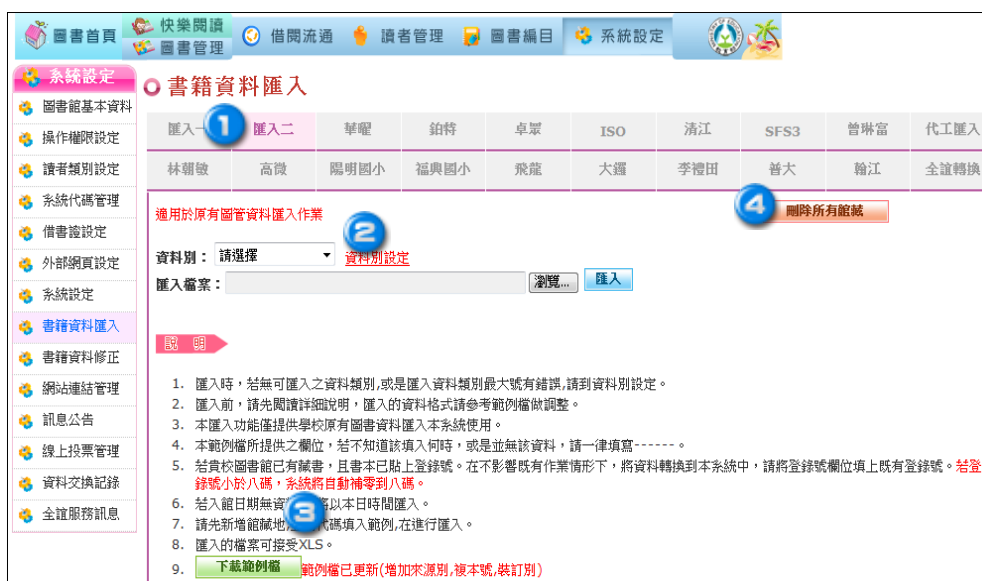 圖書首頁 快樂閱讀 圖書管理 借閱流通 讀者管理 圖書編目 系統設定
系統設定
圖書館基本資料
操作權限設定
讀者類別設定
系統代碼管理
借書證設定
外部網頁設定
系統設定
書籍資料匯入
書籍資料修正
網站連結管理
訊息公告
線上投票管理
資料交換記錄
全誼服務訊息
書籍資料匯入
匯入一 1 匯入二 華曜 鉑特 卓眾 ISO 清江 SFS3 曾琳富 代工匯入
林朝敏 高微 陽明國小 福興國小 飛龍 大鐸 李禮田 普大 翰江 全誼轉換
適用於原有圖管資料匯入作業
4 刪除所有館藏
資料別： 請選擇 2 資料別設定
匯入檔案： 瀏覽... 匯入
說 明
1. 匯入時，若無可匯入之資料類別,或是匯入資料類別最大號有錯誤,請到資料別設定。
2. 匯入前，請先閱讀詳細說明，匯入的資料格式請參考範例檔做調整。
3. 本匯入功能僅提供學校原有圖書資料匯入本系統使用。
4. 本範例檔所提供之欄位，若不知道該填入何時，或是並無該資料，請一律填寫------。
5. 若貴校圖書館已有藏書，且書本已貼上登錄號。在不影響既有作業情形下，將資料轉換到本系統中，請將登錄號欄位填上既有登錄號。若登
錄號小於八碼，系統將自動補零到八碼。
6. 若入館日期無資 以本日時間匯入。
7. 請先新增館藏地 3 代碼填入範例,在進行匯入。
8. 匯入的檔案可接受XLS。
9. 下載範例檔 範例檔已更新(增加來源別,複本號,裝訂別)